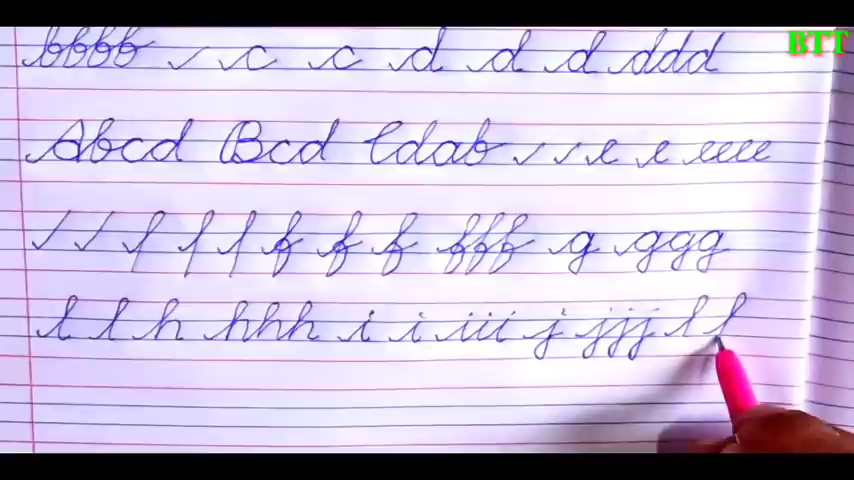 bbbb ✓ c c d d d ddd BTT
Abcd Bcd Cdab ✓ ✓ e e eeee
✓ ✓ l l l f f f fff g ggg
l l h hhh i i iii j jjj l l